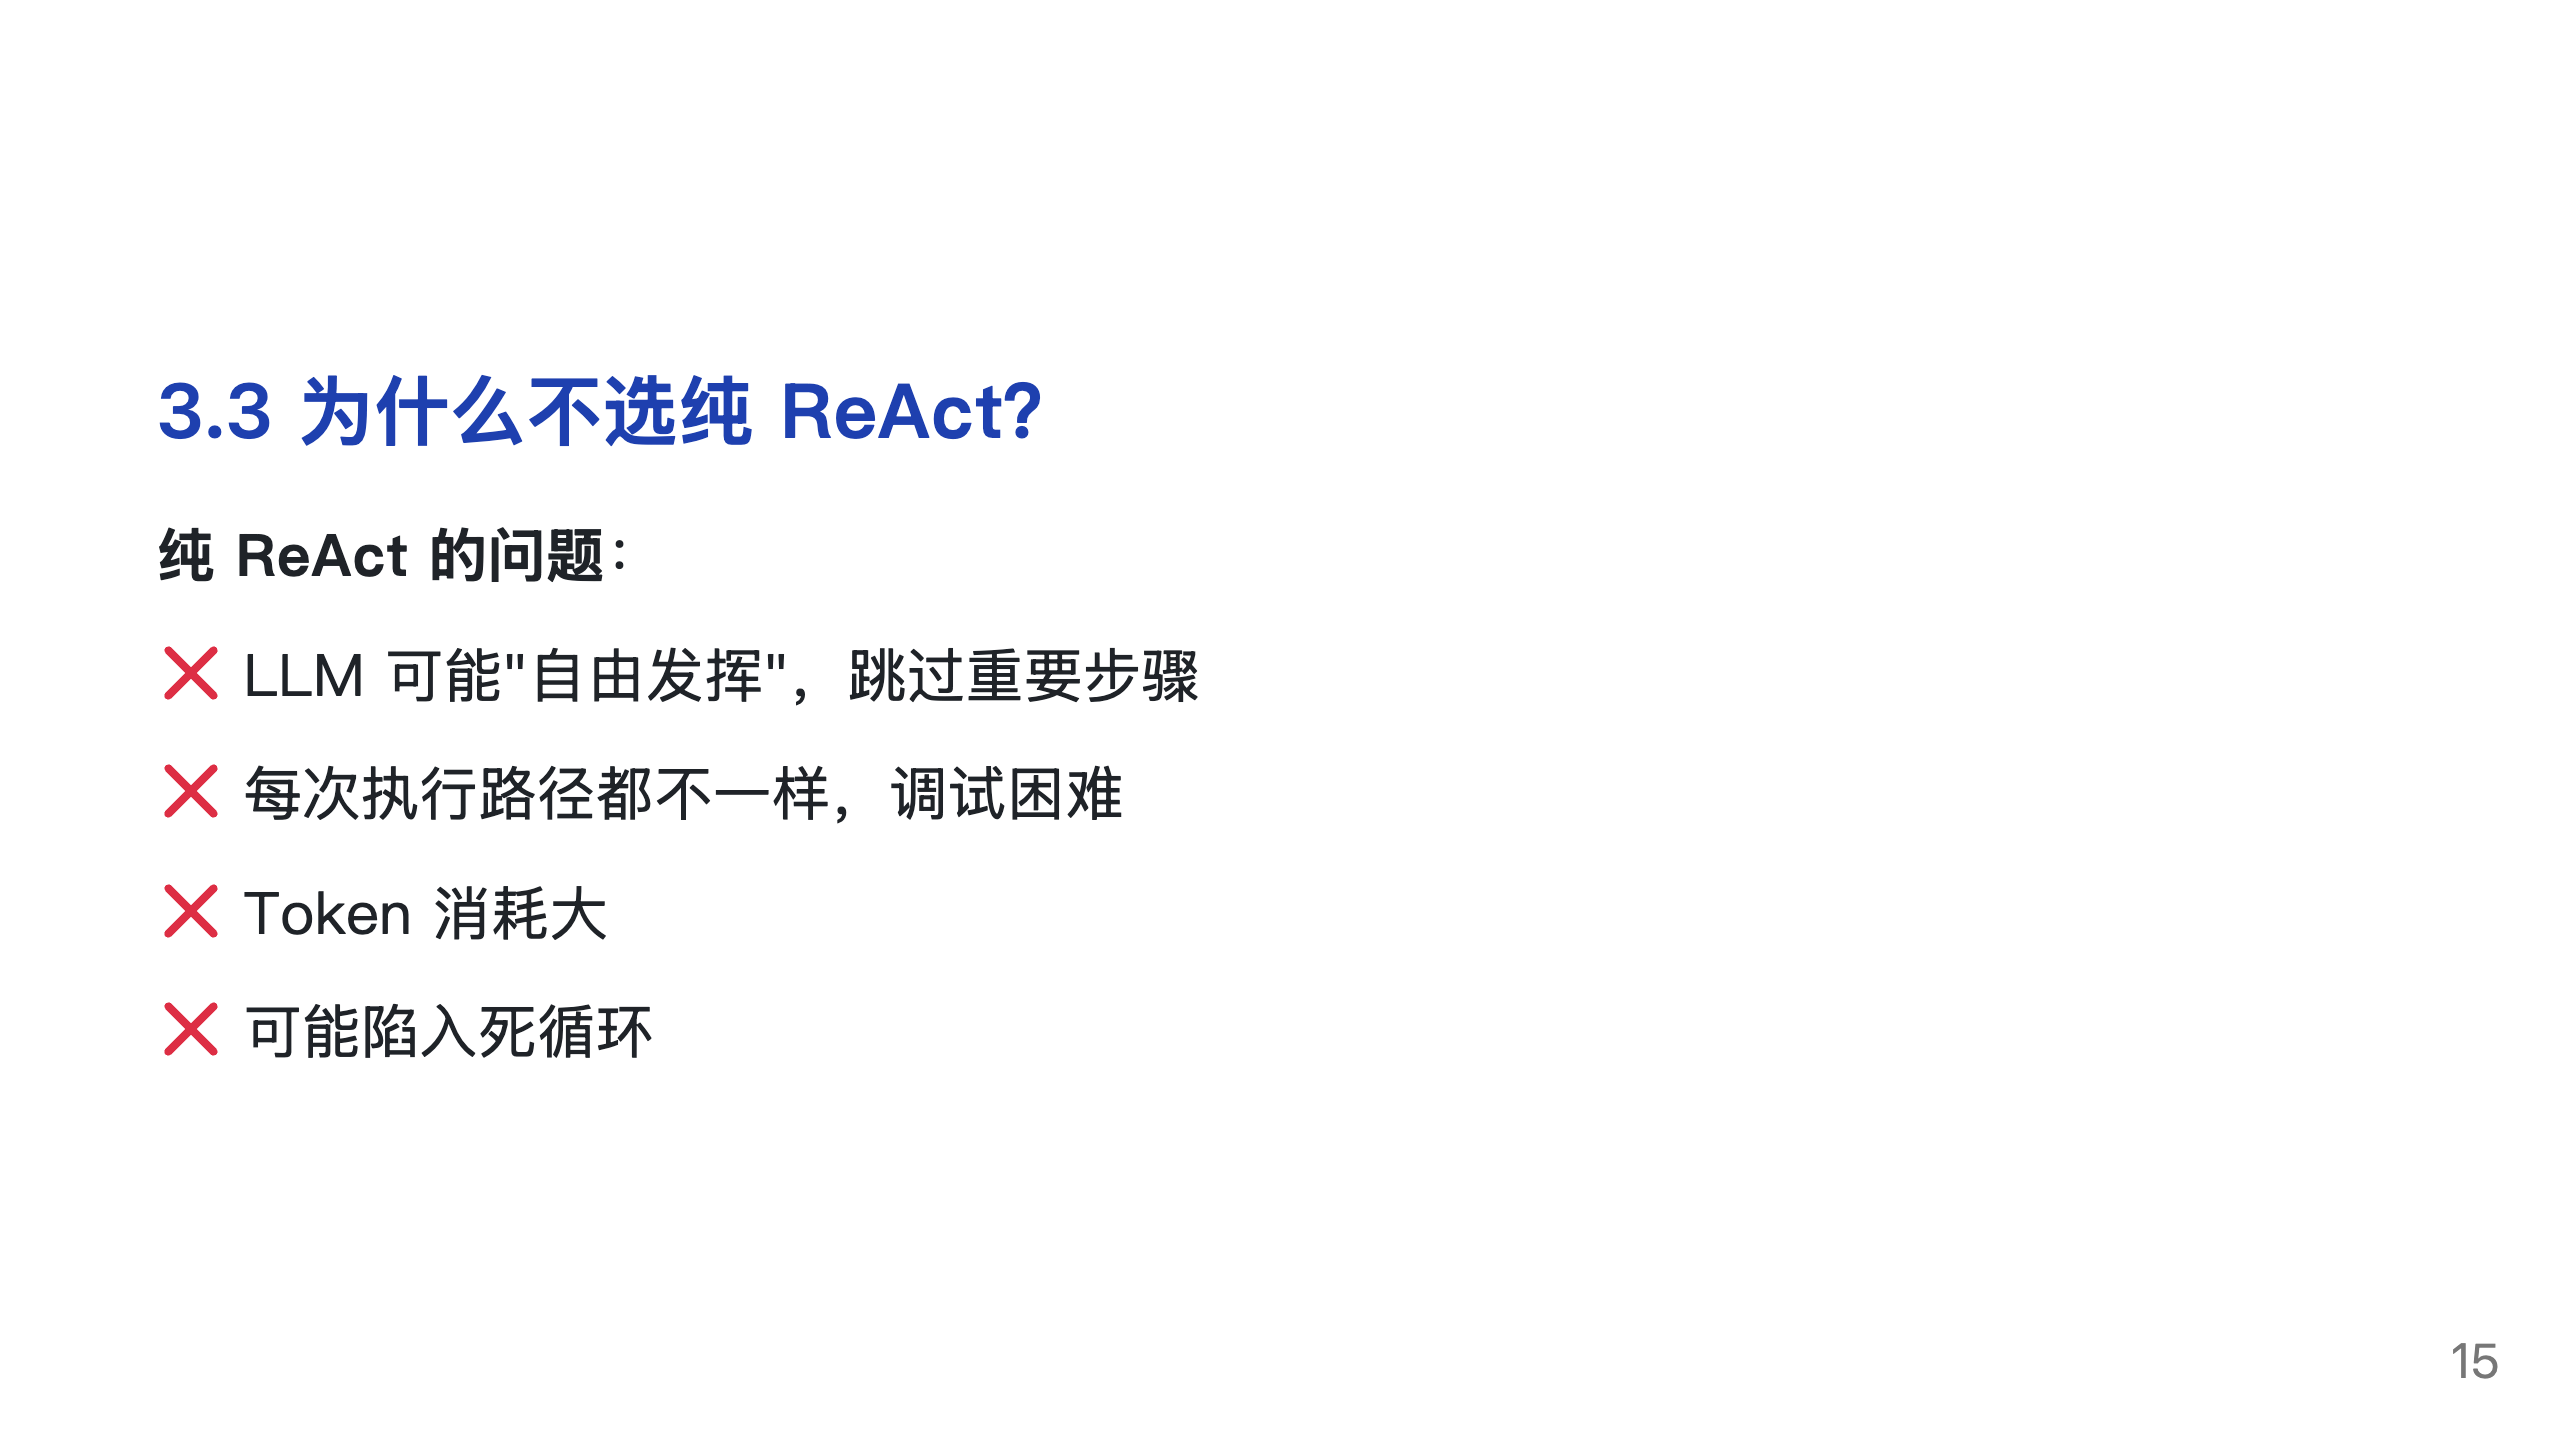 3.3 为什么不选纯 ReAct?
纯 ReAct 的问题：
❌ LLM 可能"自由发挥"，跳过重要步骤
❌ 每次执行路径都不一样，调试困难
❌ Token 消耗大
❌ 可能陷入死循环
15